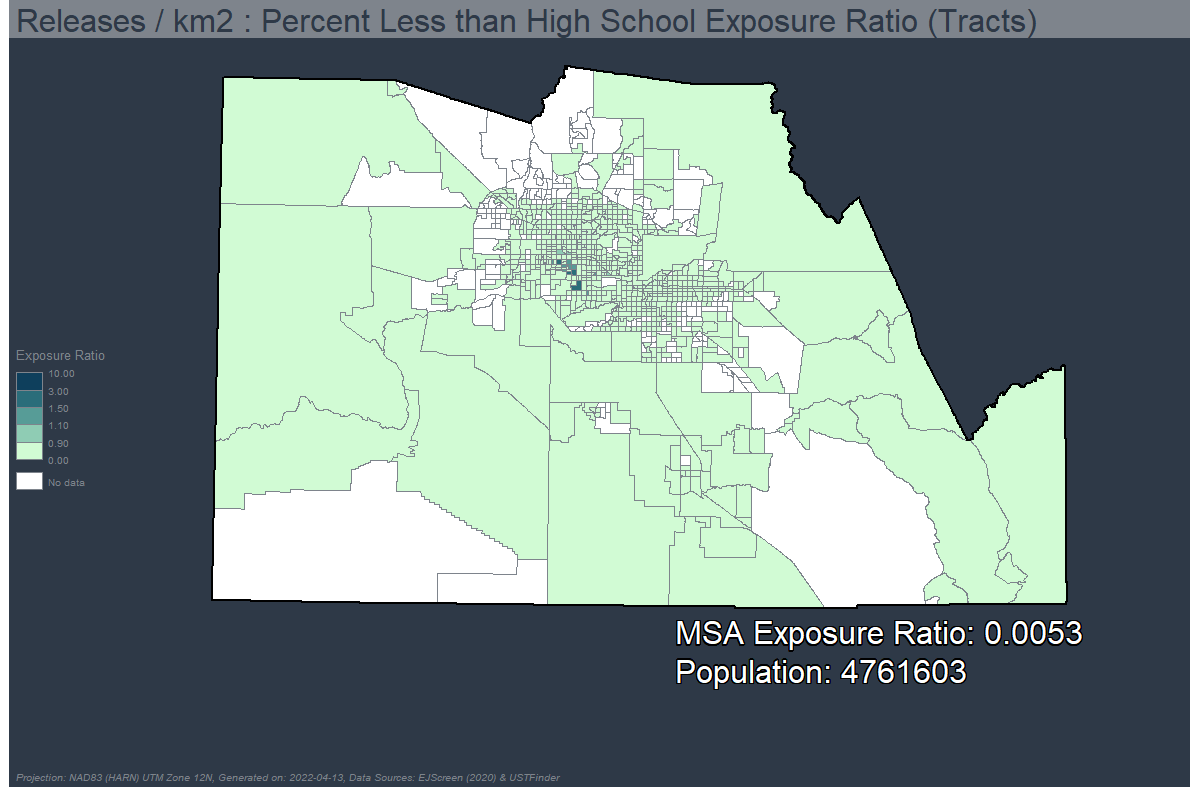 Releases / km2 : Percent Less than High School Exposure Ratio (Tracts)
Exposure Ratio
10.00
3.00
1.50
1.10
0.90
0.00
No data
MSA Exposure Ratio: 0.0053
Population: 4761603
Projection: NAD83 (HARN) UTM Zone 12N, Generated on: 2022-04-13, Data Sources: EJScreen (2020) & USTFinder